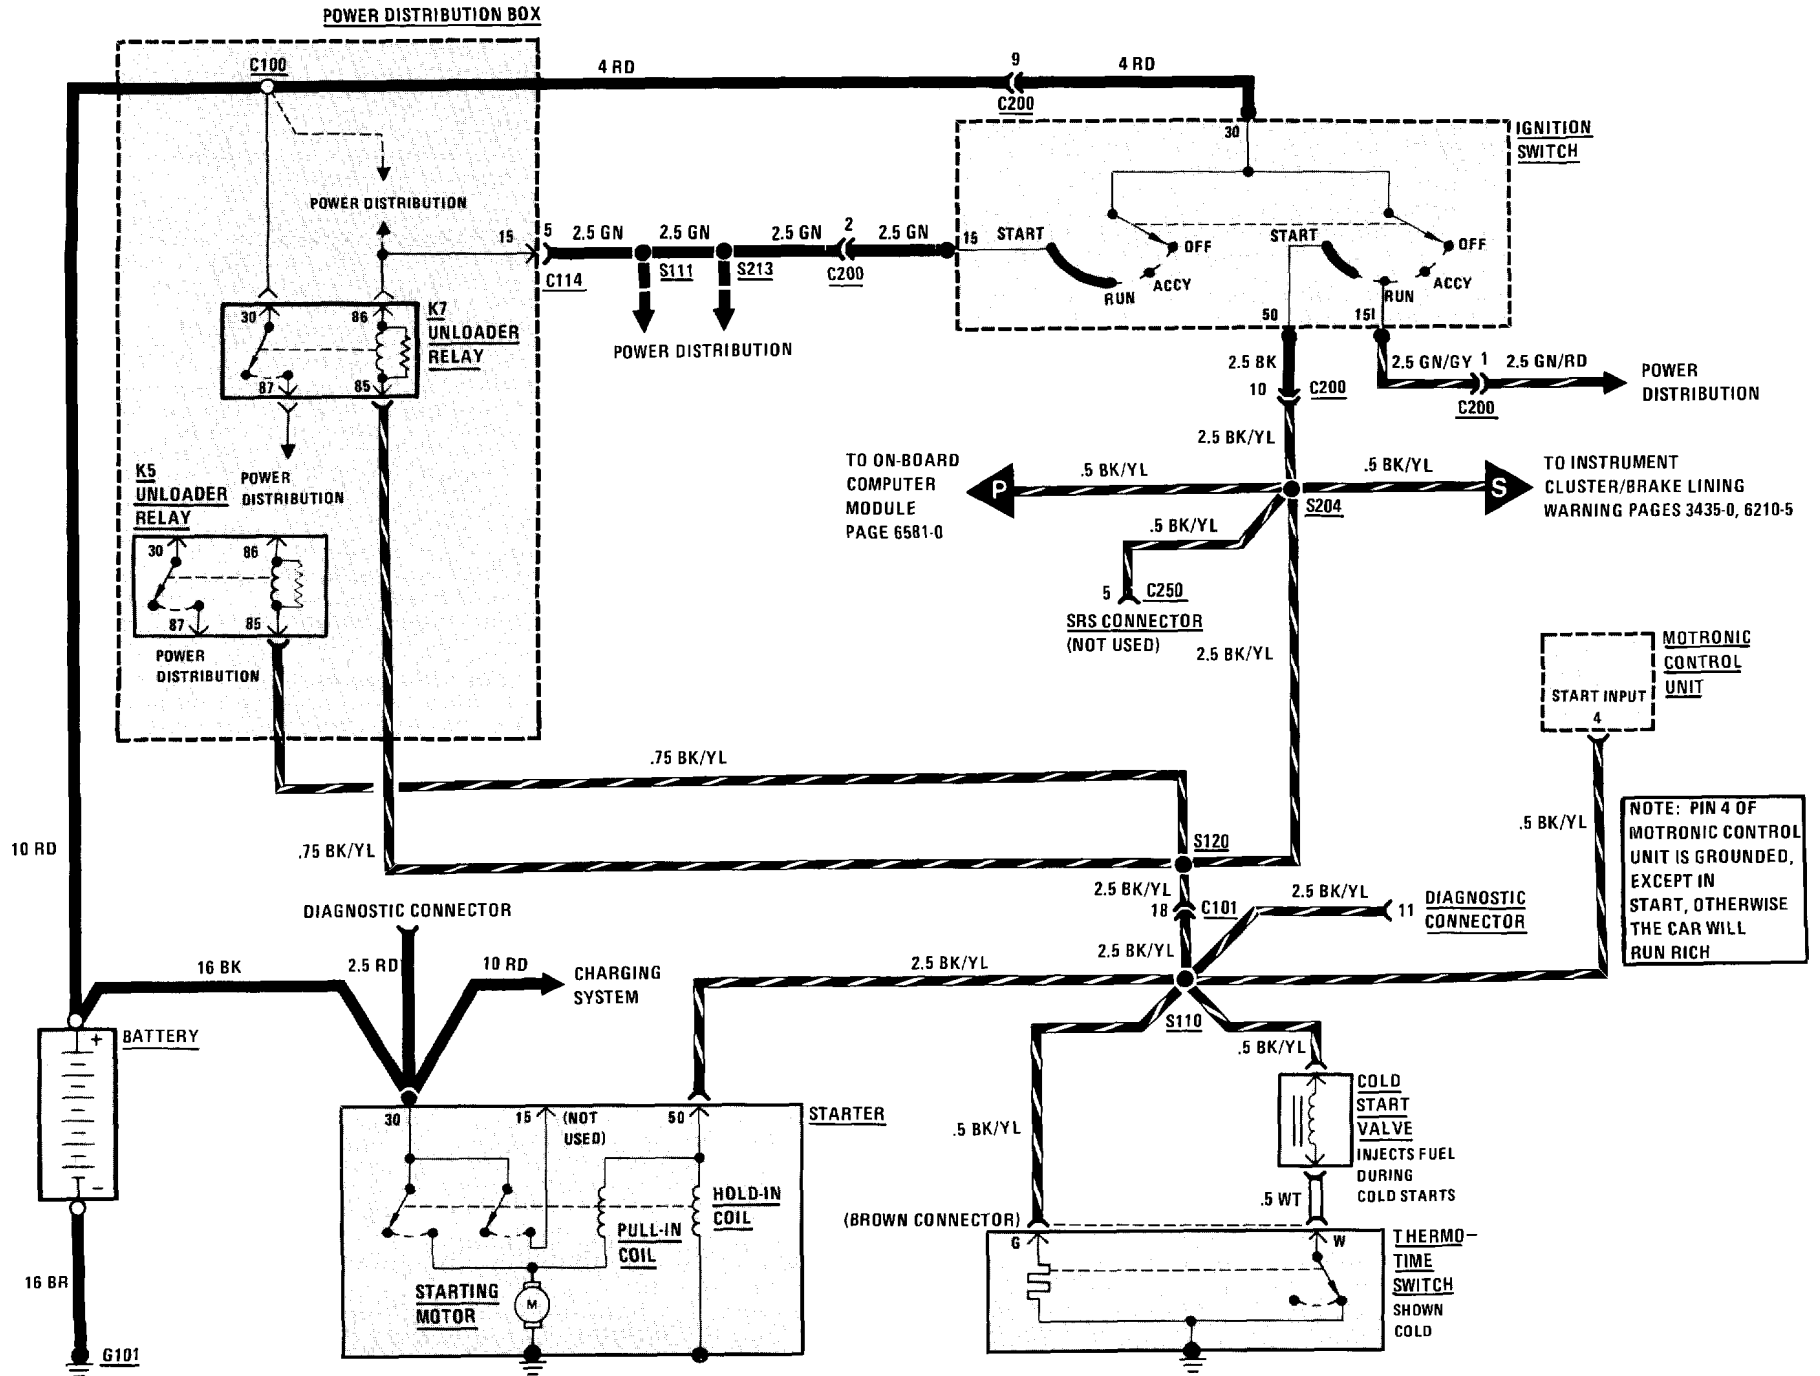 POWER DISTRIBUTION BOX
C100
4 RD
9
4 RD
C200
30
IGNITION
SWITCH
POWER DISTRIBUTION
15
5
2.5 GN
2.5 GN
2.5 GN
2
2.5 GN
C114
S111
S213
C200
15
START
OFF
RUN
ACCY
START
OFF
RUN
ACCY
50
15I
POWER DISTRIBUTION
30
86
87
85
K7
UNLOADER
RELAY
2.5 BK
10
C200
2.5 GN/GY
1
2.5 GN/RD
C200
POWER
DISTRIBUTION
2.5 BK/YL
POWER
DISTRIBUTION
K5
UNLOADER
RELAY
30
86
87
85
POWER
DISTRIBUTION
TO ON-BOARD
COMPUTER
MODULE
PAGE 6581-0
P
.5 BK/YL
.5 BK/YL
S
S204
TO INSTRUMENT
CLUSTER/BRAKE LINING
WARNING PAGES 3435-0, 6210-5
.5 BK/YL
5
C250
SRS CONNECTOR
(NOT USED)
2.5 BK/YL
MOTRONIC
CONTROL
UNIT
START INPUT
4
.75 BK/YL
.75 BK/YL
S120
.5 BK/YL
NOTE: PIN 4 OF
MOTRONIC CONTROL
UNIT IS GROUNDED,
EXCEPT IN
START, OTHERWISE
THE CAR WILL
RUN RICH
10 RD
2.5 BK/YL
18
C101
2.5 BK/YL
11
DIAGNOSTIC
CONNECTOR
2.5 BK/YL
DIAGNOSTIC CONNECTOR
16 BK
2.5 RD
10 RD
CHARGING
SYSTEM
2.5 BK/YL
S110
BATTERY
+
−
16 BR
G101
30
15
(NOT
USED)
50
STARTER
HOLD-IN
COIL
PULL-IN
COIL
STARTING
MOTOR
M
.5 BK/YL
.5 BK/YL
COLD
START
VALVE
INJECTS FUEL
DURING
COLD STARTS
.5 WT
(BROWN CONNECTOR)
G
W
THERMO-
TIME
SWITCH
SHOWN
COLD